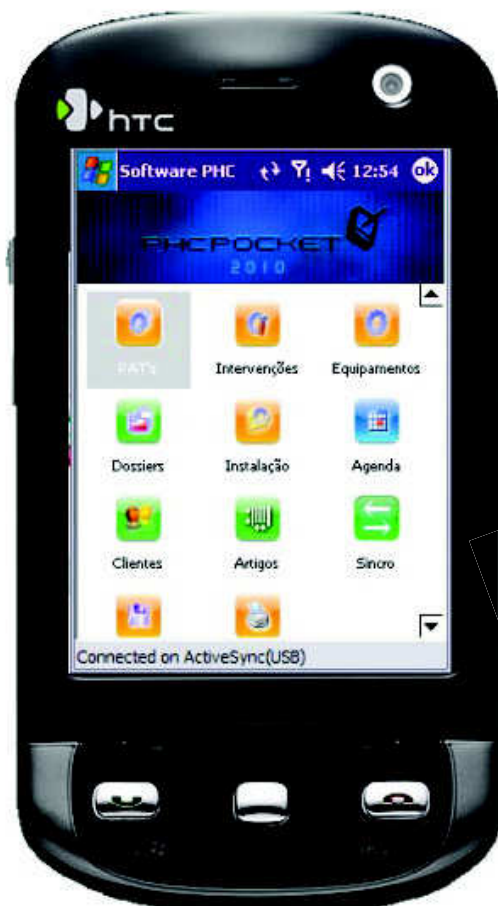 hTC
Software PHC 12:54 ok
PHCPOCKET
2010
PAT's Intervenções Equipamentos
Dossiers Instalação Agenda
Clientes Artigos Sincro
Connected on ActiveSync(USB)